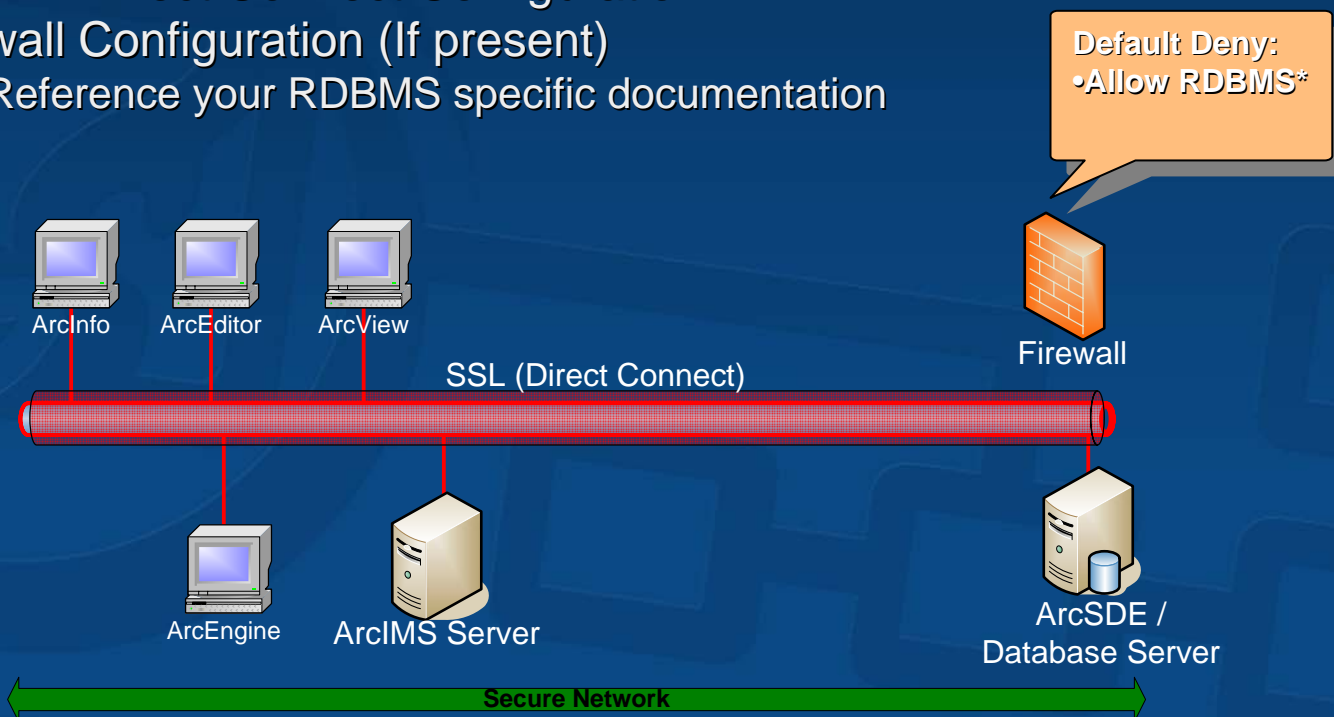 wall Configuration (If present)
Reference your RDBMS specific documentation
Default Deny:
•Allow RDBMS*
ArcInfo
ArcEditor
ArcView
Firewall
SSL (Direct Connect)
ArcEngine
ArcIMS Server
ArcSDE /
Database Server
Secure Network